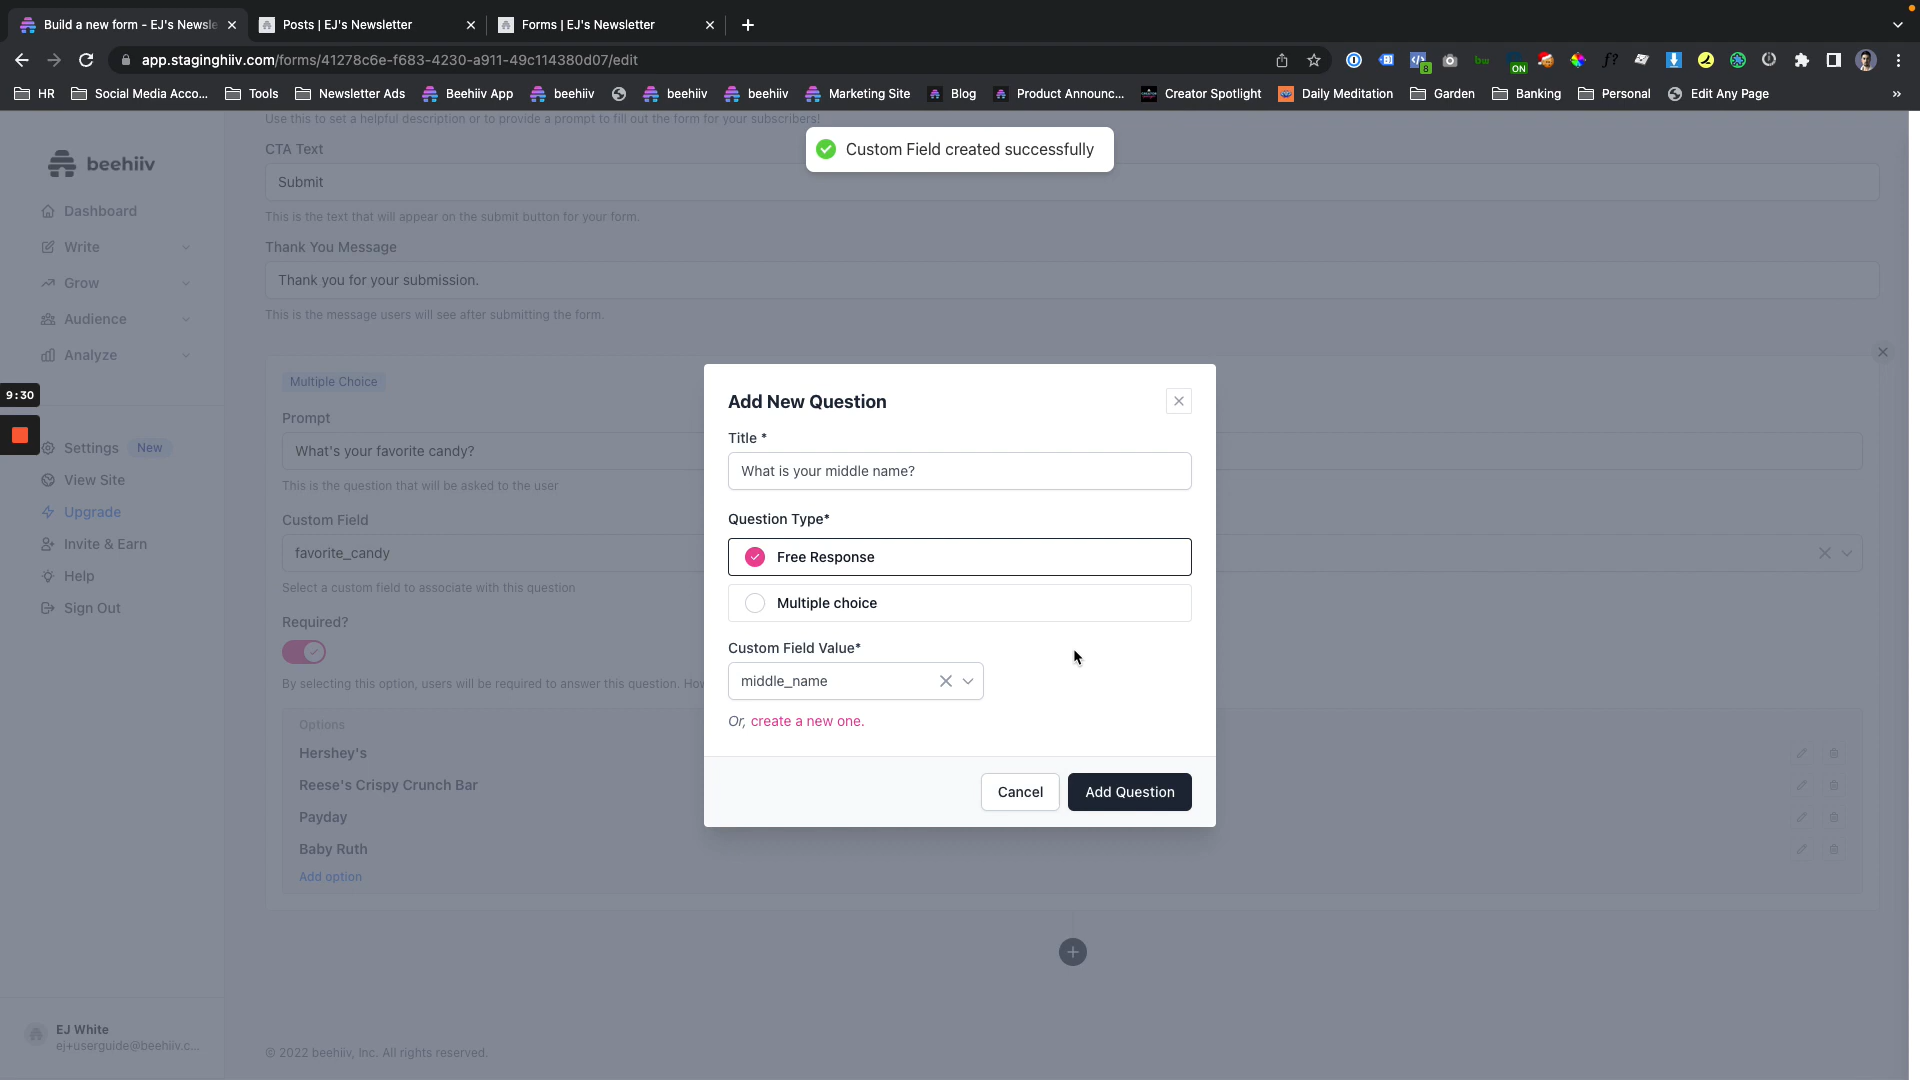 Build a new form - EJ's Newsle
Posts | EJ's Newsletter
Forms | EJ's Newsletter
app.staginghiiv.com/forms/41278c6e-f683-4230-a911-49c114380d07/edit
8
bw
ON
f?
HR
Social Media Acco...
Tools
Newsletter Ads
Beehiiv App
beehiiv
beehiiv
beehiiv
Marketing Site
Blog
Product Announc...
Creator Spotlight
Daily Meditation
Garden
Banking
Personal
Edit Any Page
»
beehiiv
Dashboard
Write
Grow
Audience
Analyze
9:30
Settings New
View Site
Upgrade
Invite & Earn
Help
Sign Out
EJ White
ej+userguide@beehiiv.c...
Use this to set a helpful description or to provide a prompt to fill out the form for your subscribers!
Custom Field created successfully
CTA Text
Submit
This is the text that will appear on the submit button for your form.
Thank You Message
Thank you for your submission.
This is the message users will see after submitting the form.
Multiple Choice
Prompt
What's your favorite candy?
This is the question that will be asked to the user
Custom Field
favorite_candy
Select a custom field to associate with this question
Required?
By selecting this option, users will be required to answer this question. How
Options
Hershey's
Reese's Crispy Crunch Bar
Payday
Baby Ruth
Add option
Add New Question
Title *
What is your middle name?
Question Type*
Free Response
Multiple choice
Custom Field Value*
middle_name
Or, create a new one.
Cancel
Add Question
© 2022 beehiiv, Inc. All rights reserved.